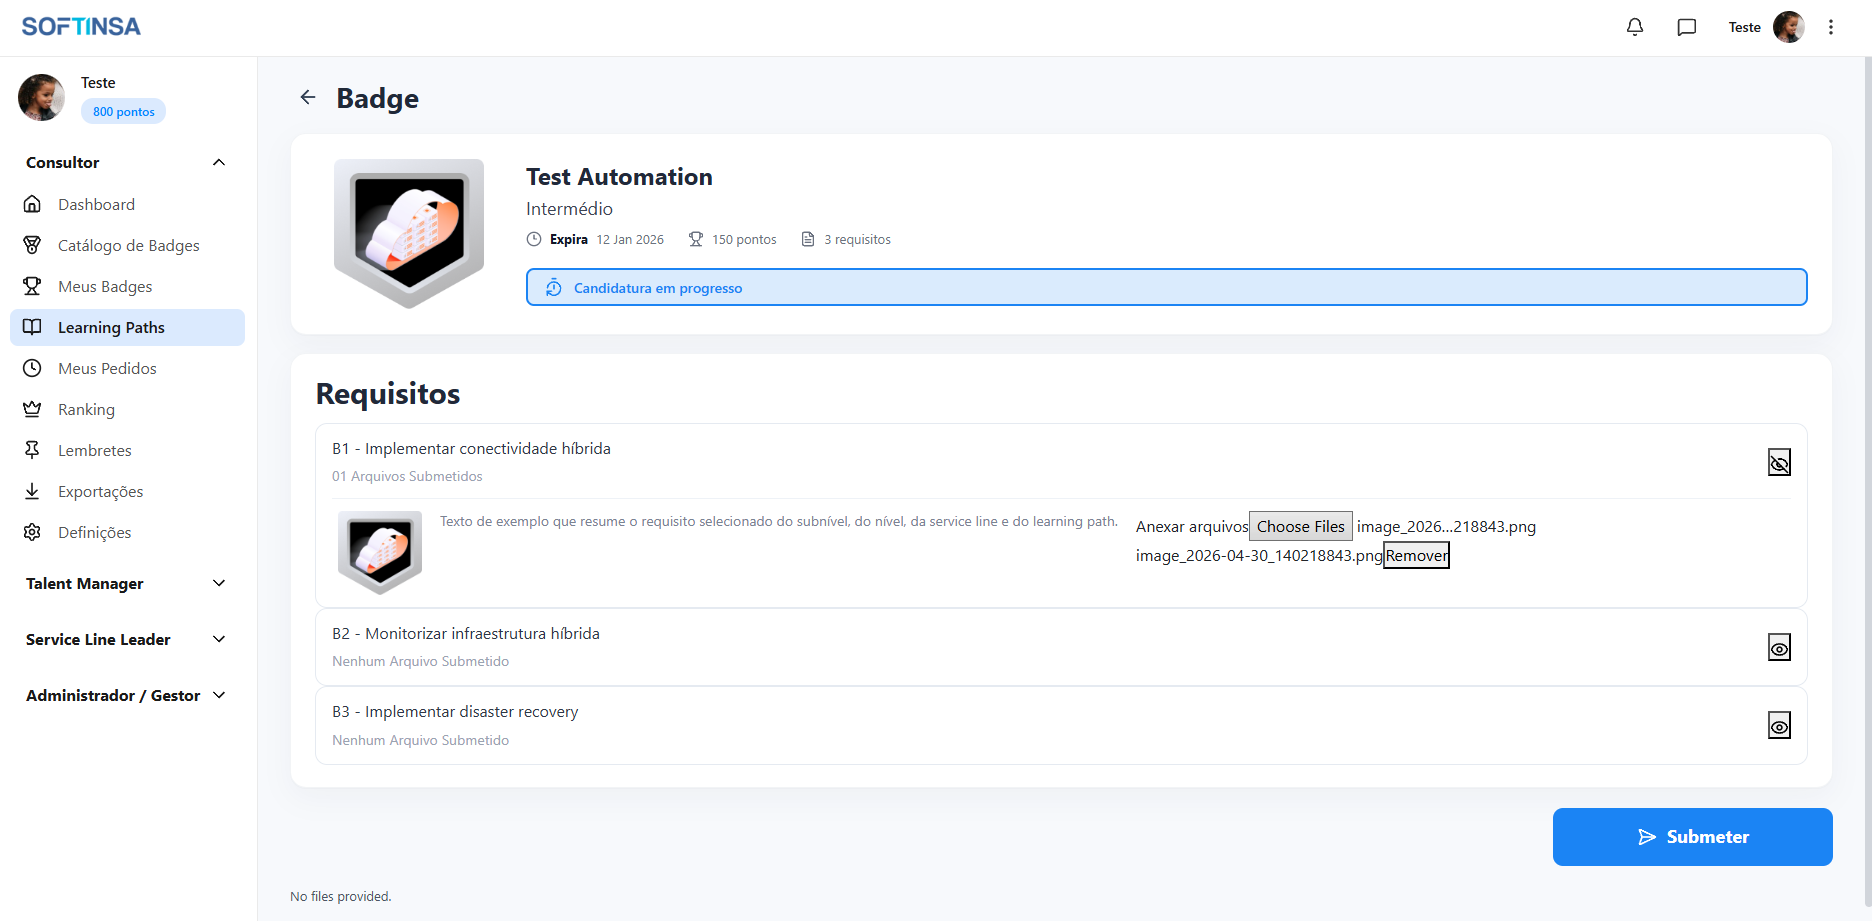 SOFTINSA
Teste
Teste
800 pontos
Consultor
Dashboard
Catálogo de Badges
Meus Badges
Learning Paths
Meus Pedidos
Ranking
Lembretes
Exportações
Definições
Talent Manager
Service Line Leader
Administrador / Gestor
Badge
Test Automation
Intermédio
Expira 12 Jan 2026 150 pontos 3 requisitos
Candidatura em progresso
Requisitos
B1 - Implementar conectividade híbrida
01 Arquivos Submetidos
Texto de exemplo que resume o requisito selecionado do subnível, do nível, da service line e do learning path.
Anexar arquivos Choose Files image_2026...218843.png
image_2026-04-30_140218843.png Remover
B2 - Monitorizar infraestrutura híbrida
Nenhum Arquivo Submetido
B3 - Implementar disaster recovery
Nenhum Arquivo Submetido
Submeter
No files provided.